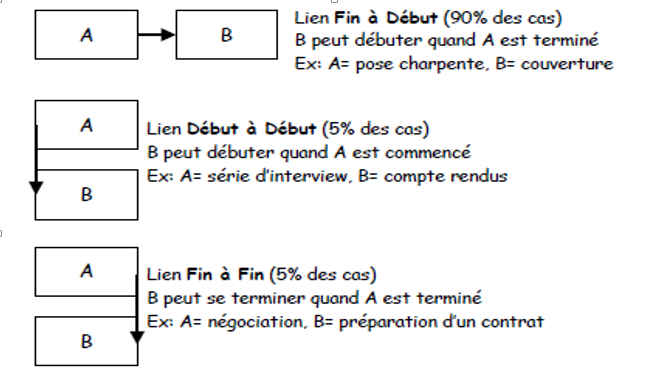 A
B
Lien Fin à Début (90% des cas)
B peut débuter quand A est terminé
Ex: A= pose charpente, B= couverture
A
Lien Début à Début (5% des cas)
B peut débuter quand A est commencé
Ex: A= série d'interview, B= compte rendus
B
A
Lien Fin à Fin (5% des cas)
B peut se terminer quand A est terminé
Ex: A= négociation, B= préparation d'un contrat
B